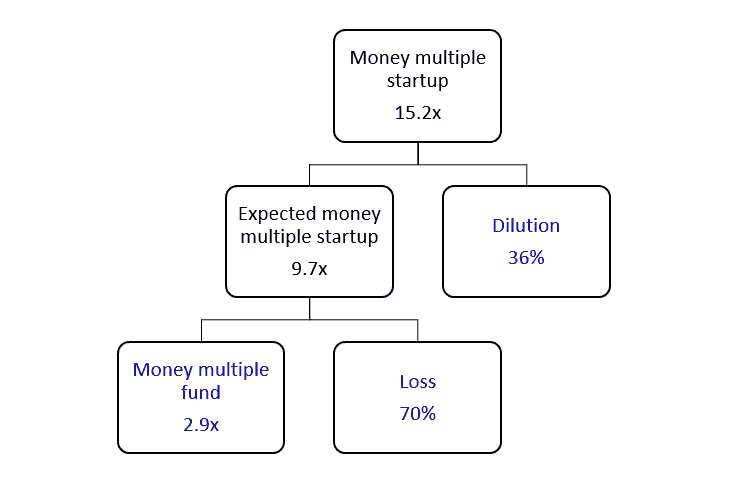 Money multiple
startup
15.2x
Expected money
multiple startup
9.7x
Dilution
36%
Money multiple
fund
2.9x
Loss
70%